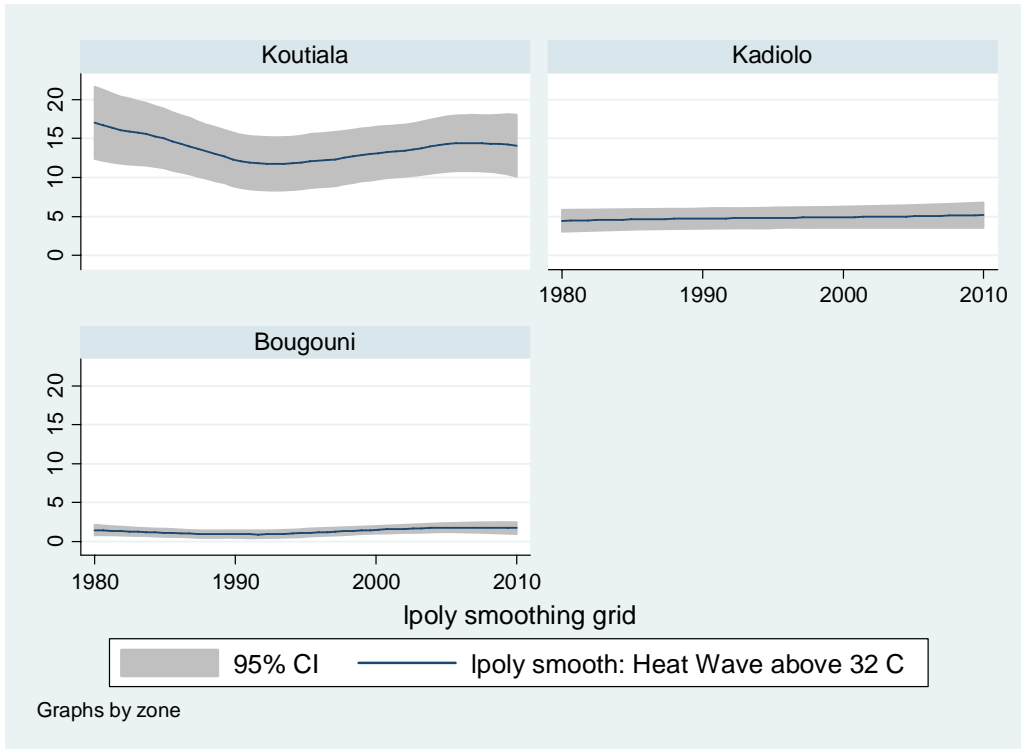 Koutiala
Kadiolo
20
15
10
5
0
1980 1990 2000 2010
Bougouni
20
15
10
5
0
1980 1990 2000 2010
lpoly smoothing grid
95% CI lpoly smooth: Heat Wave above 32 C
Graphs by zone